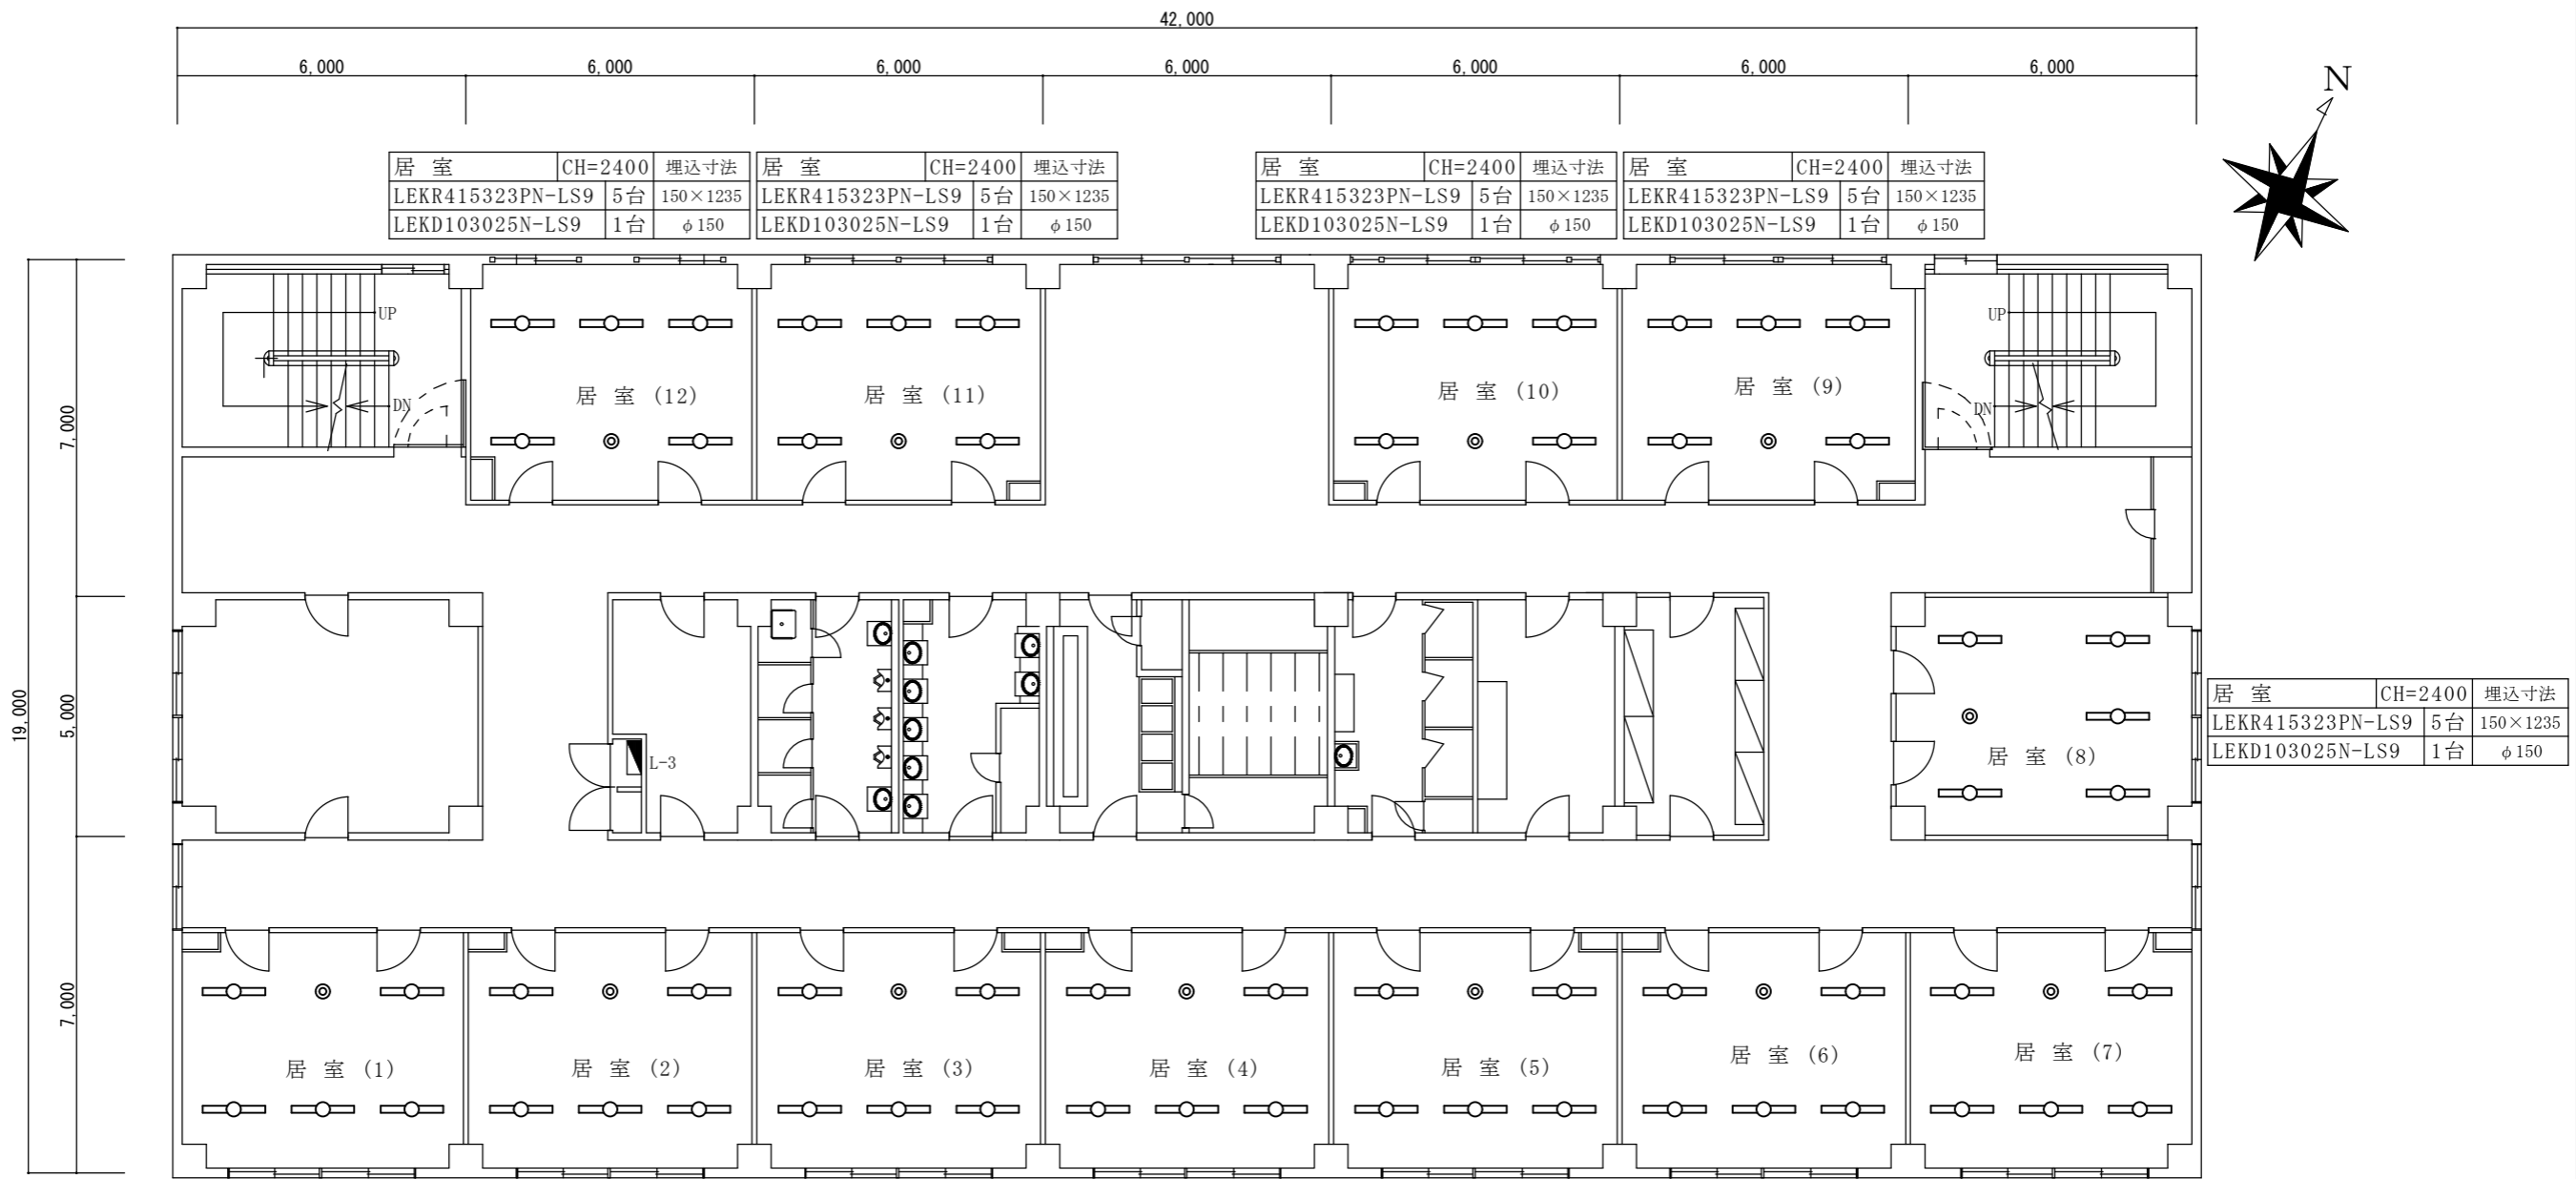 42,000
6,000 6,000 6,000 6,000 6,000 6,000 6,000
N
居 室 CH=2400 埋込寸法 居 室 CH=2400 埋込寸法 居 室 CH=2400 埋込寸法 居 室 CH=2400 埋込寸法
LEKR415323PN-LS9 5台 150×1235 LEKR415323PN-LS9 5台 150×1235 LEKR415323PN-LS9 5台 150×1235 LEKR415323PN-LS9 5台 150×1235
LEKD103025N-LS9 1台 φ150 LEKD103025N-LS9 1台 φ150 LEKD103025N-LS9 1台 φ150 LEKD103025N-LS9 1台 φ150
UP UP
居 室 (12) 居 室 (11) 居 室 (10) 居 室 (9)
DN DN
7,000
19,000
5,000
L-3
居 室 (8)
居 室 CH=2400 埋込寸法
LEKR415323PN-LS9 5台 150×1235
LEKD103025N-LS9 1台 φ150
7,000
居 室 (1) 居 室 (2) 居 室 (3) 居 室 (4) 居 室 (5) 居 室 (6) 居 室 (7)